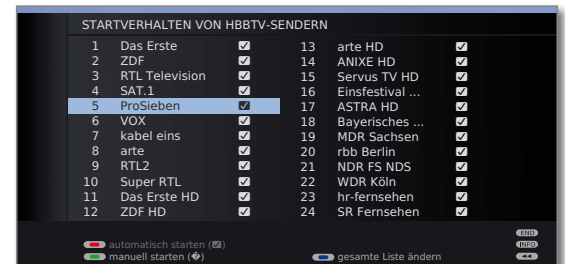 STARTVERHALTEN VON HBBTV-SENDERN
1 Das Erste ☑
2 ZDF ☑
3 RTL Television ☑
4 SAT.1 ☑
5 ProSieben ☑
6 VOX ☑
7 kabel eins ☑
8 arte ☑
9 RTL2 ☑
10 Super RTL ☑
11 Das Erste HD ☑
12 ZDF HD ☑
13 arte HD ☑
14 ANIXE HD ☑
15 Servus TV HD ☑
16 Einsfestival ... ☑
17 ASTRA HD ☑
18 Bayerisches ... ☑
19 MDR Sachsen ☑
20 rbb Berlin ☑
21 NDR FS NDS ☑
22 WDR Köln ☑
23 hr-fernsehen ☑
24 SR Fernsehen ☑
automatisch starten (☑)
manuell starten (�)
gesamte Liste ändern
END
INFO